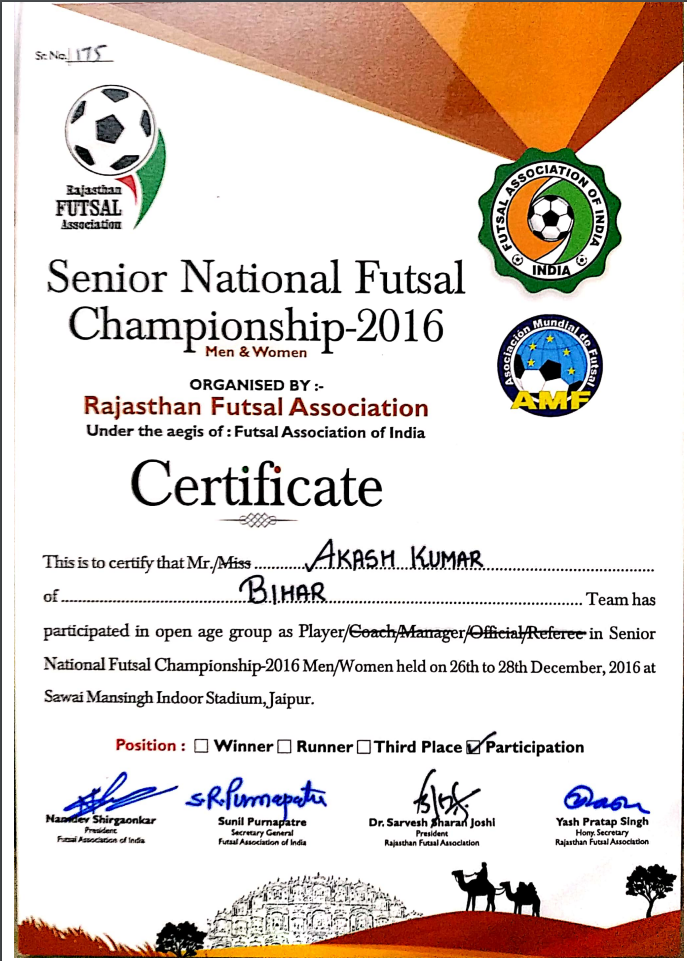 Sr. No. 175
Rajasthan
FUTSAL
Association
FUTSAL ASSOCIATION OF INDIA
INDIA
Senior National Futsal
Championship-2016
Men & Women
Asociación Mundial de Futsal
AMF
ORGANISED BY :-
Rajasthan Futsal Association
Under the aegis of : Futsal Association of India
Certificate
This is to certify that Mr./Miss AKASH KUMAR
of BIHAR Team has
participated in open age group as Player/Coach/Manager/Official/Referee in Senior
National Futsal Championship-2016 Men/Women held on 26th to 28th December, 2016 at
Sawai Mansingh Indoor Stadium, Jaipur.
Position : Winner Runner Third Place Participation
S.R. Purnapatre
Namdev Shirgaonkar Sunil Purnapatre Dr. Sarvesh Sharan Joshi Yash Pratap Singh
President Secretary General President Hony. Secretary
Futsal Association of India Futsal Association of India Rajasthan Futsal Association Rajasthan Futsal Association